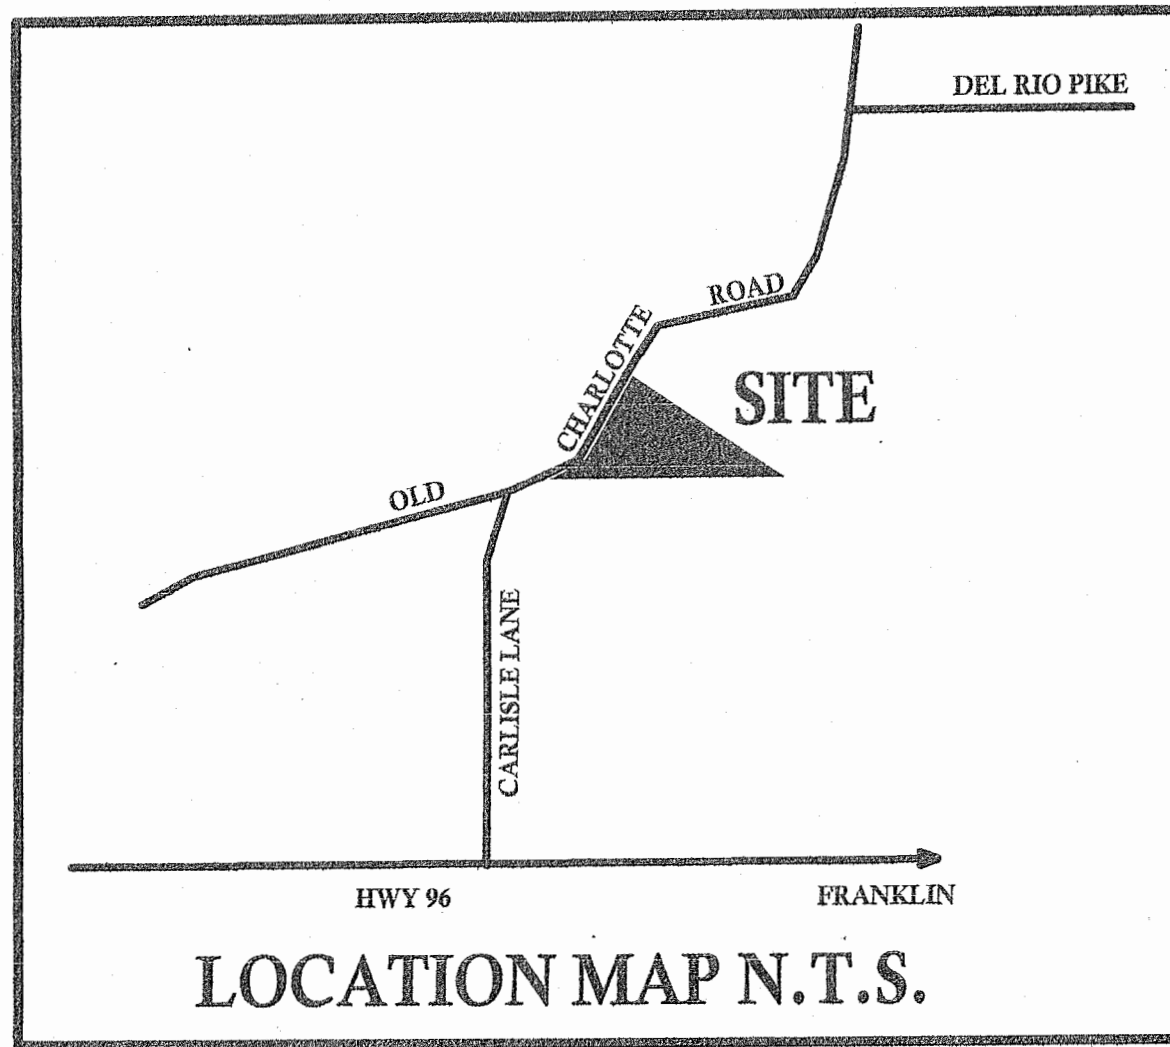 DEL RIO PIKE
ROAD
CHARLOTTE
SITE
OLD
CARLISLE LANE
HWY 96
FRANKLIN
LOCATION MAP N.T.S.